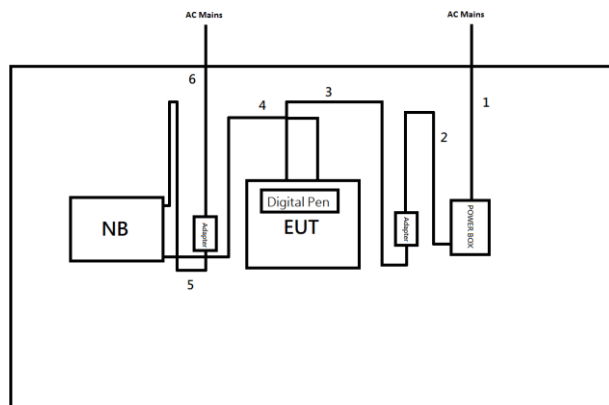 AC Mains
AC Mains
6
3
1
4
2
Digital Pen
NB
Adapter
EUT
Adapter
POWER BOX
5